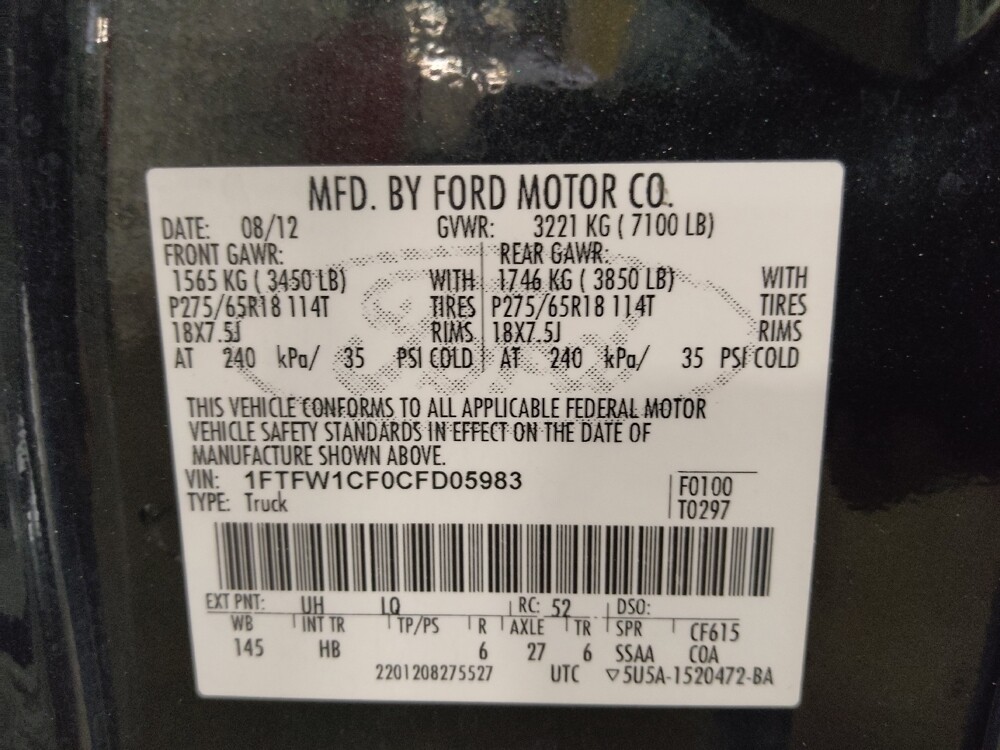 MFD. BY FORD MOTOR CO.
DATE: 08/12 GVWR: 3221 KG ( 7100 LB)
FRONT GAWR: REAR GAWR:
1565 KG ( 3450 LB) WITH 1746 KG ( 3850 LB) WITH
P275/65R18 114T TIRES P275/65R18 114T TIRES
18X7.5J RIMS 18X7.5J RIMS
AT 240 kPa/ 35 PSI COLD AT 240 kPa/ 35 PSI COLD
THIS VEHICLE CONFORMS TO ALL APPLICABLE FEDERAL MOTOR
VEHICLE SAFETY STANDARDS IN EFFECT ON THE DATE OF
MANUFACTURE SHOWN ABOVE.
VIN: 1FTFW1CF0CFD05983 F0100
TYPE: Truck T0297
EXT PNT: UH LQ RC: 52 DSO:
WB INT TR TP/PS R AXLE TR SPR CF615
145 HB 6 27 6 SSAA COA
2201208275527 UTC ▽5U5A-1520472-BA